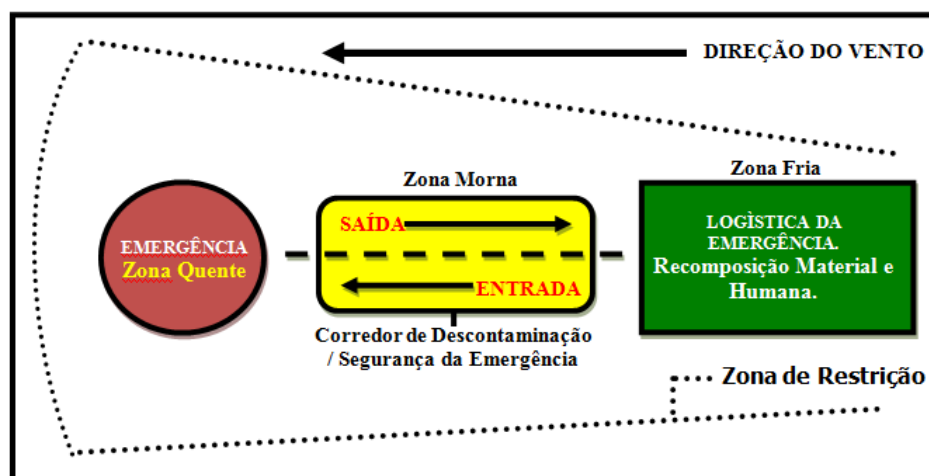 DIREÇÃO DO VENTO
Zona Morna
Zona Fria
SAÍDA
ENTRADA
EMERGÊNCIA
Zona Quente
LOGÌSTICA DA
EMERGÊNCIA.
Recomposição Material e
Humana.
Corredor de Descontaminação
/ Segurança da Emergência
Zona de Restrição